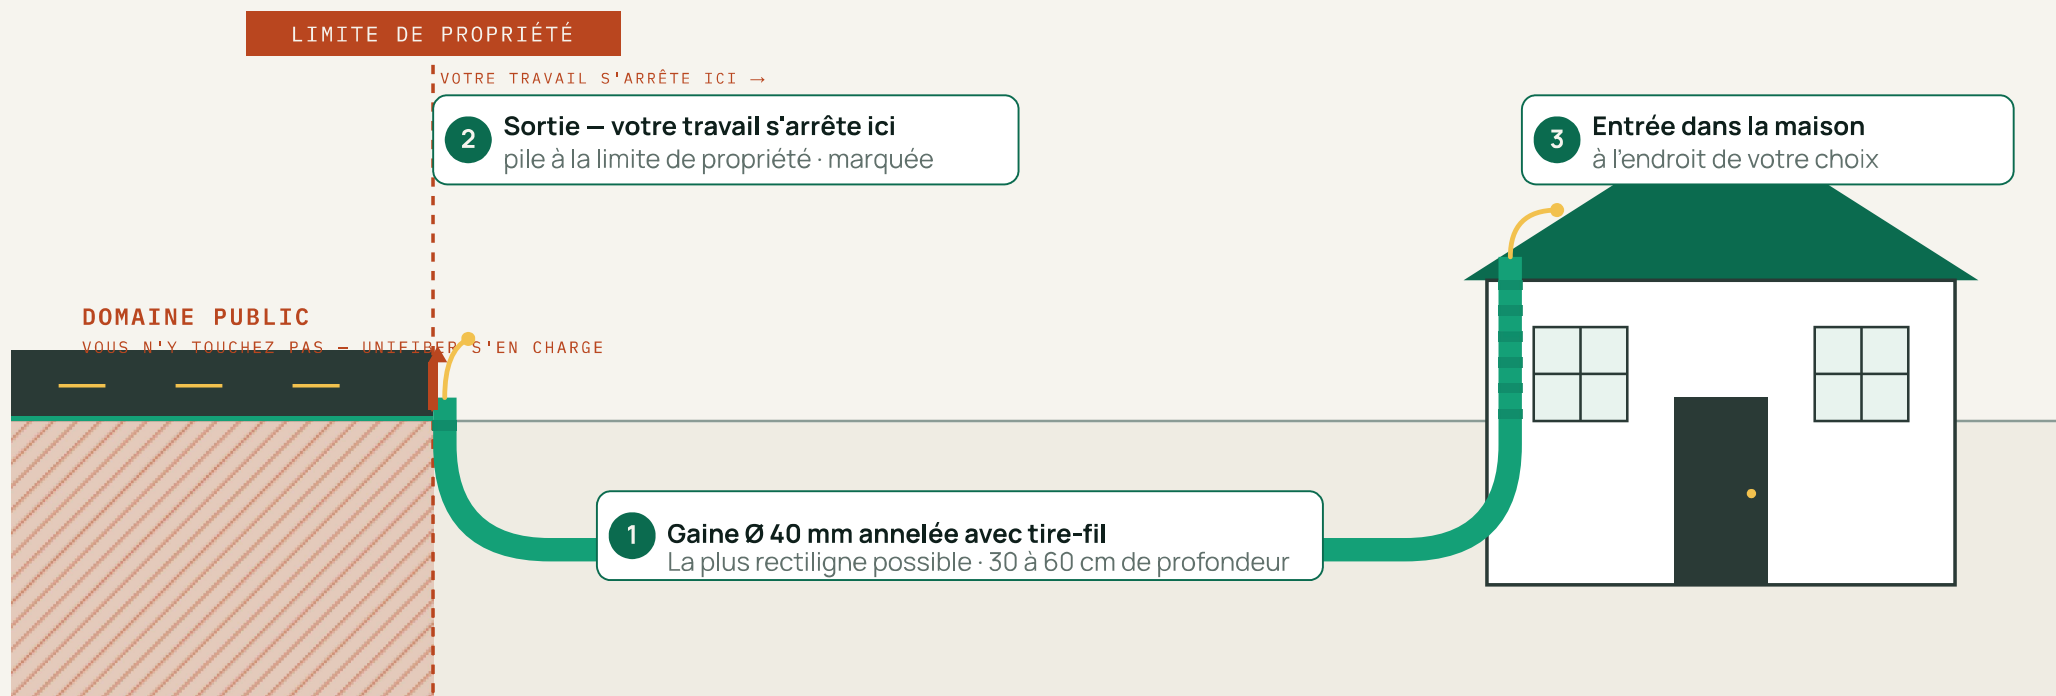 LIMITE DE PROPRIÉTÉ
VOTRE TRAVAIL S'ARRÊTE ICI →
2
Sortie — votre travail s'arrête ici
pile à la limite de propriété · marquée
3
Entrée dans la maison
à l’endroit de votre choix
DOMAINE PUBLIC
VOUS N'Y TOUCHEZ PAS — UNIFIBER S'EN CHARGE
1
Gaine Ø 40 mm annelée avec tire-fil
La plus rectiligne possible · 30 à 60 cm de profondeur